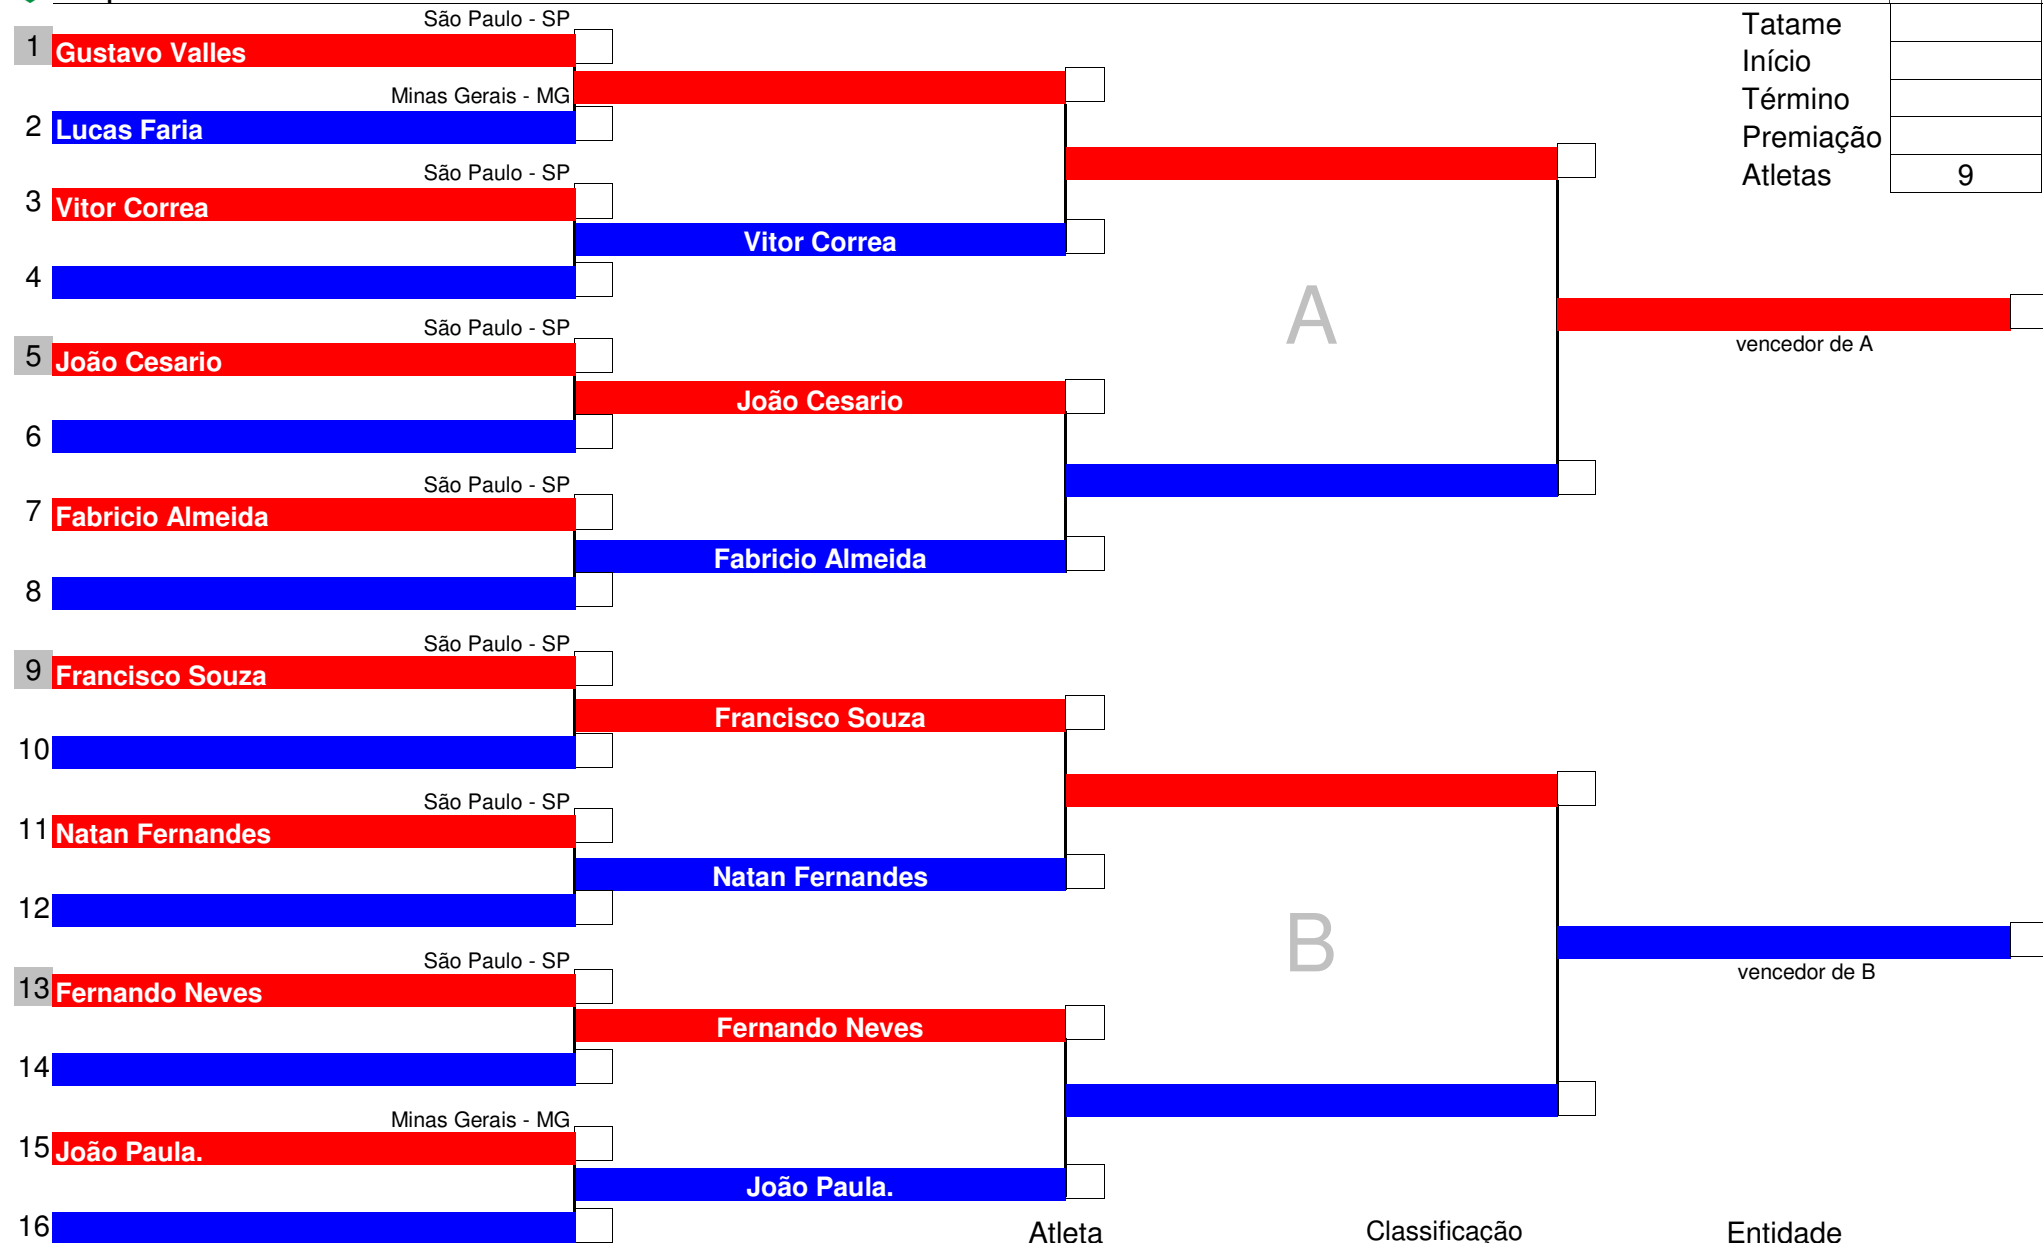 São Paulo - SP
1 Gustavo Valles
Minas Gerais - MG
2 Lucas Faria
São Paulo - SP
3 Vitor Correa
Vitor Correa
4
São Paulo - SP
5 João Cesario
João Cesario
6
São Paulo - SP
7 Fabricio Almeida
Fabricio Almeida
8
São Paulo - SP
9 Francisco Souza
Francisco Souza
10
São Paulo - SP
11 Natan Fernandes
Natan Fernandes
12
São Paulo - SP
13 Fernando Neves
Fernando Neves
14
Minas Gerais - MG
15 João Paula.
João Paula.
16
A
B
vencedor de A
vencedor de B
Tatame
Início
Término
Premiação
Atletas 9
Atleta Classificação Entidade